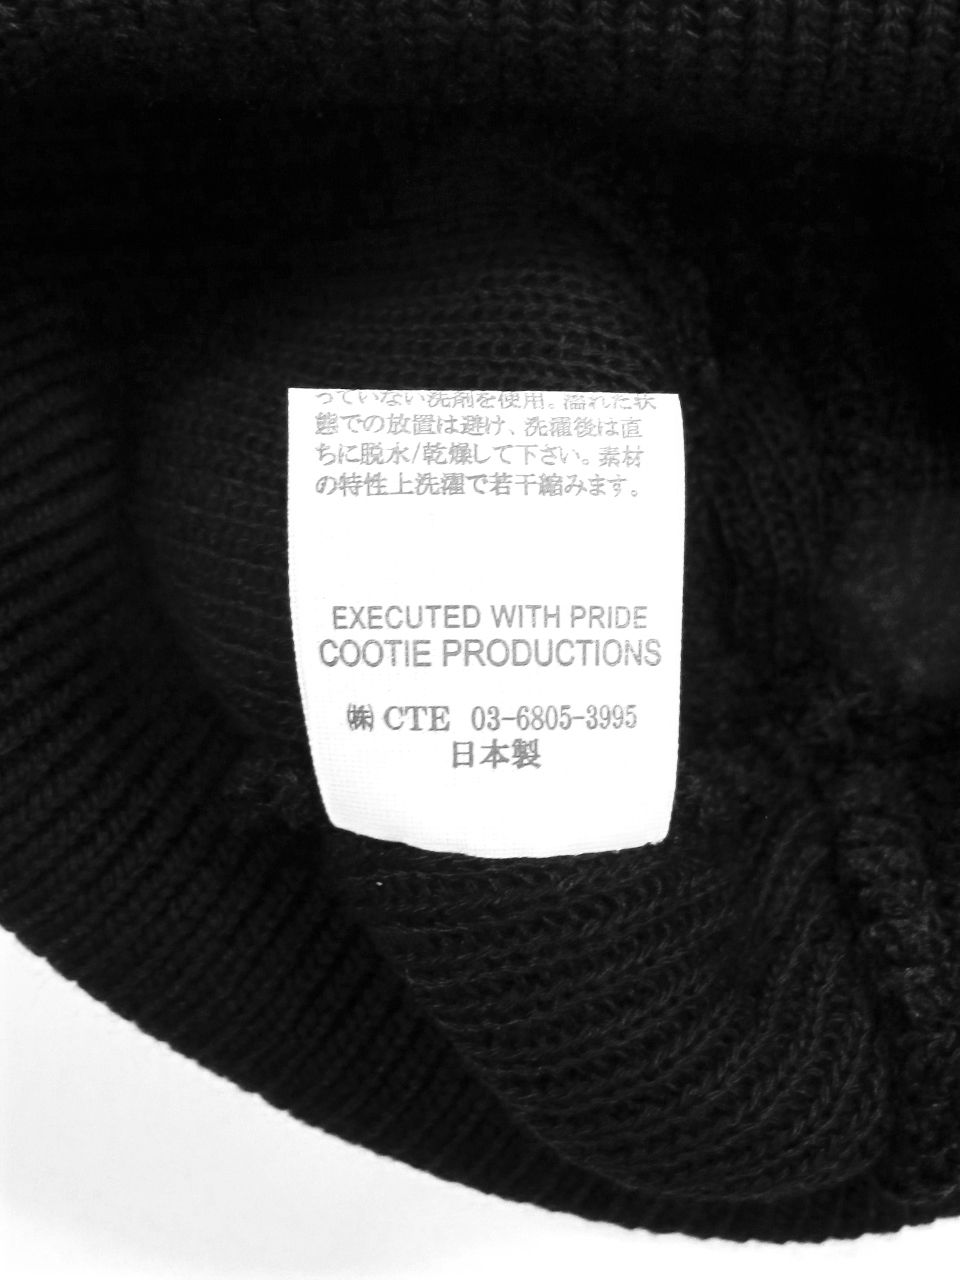 っていない洗剤を使用。濡れた状
態での放置は避け、洗濯後は直
ちに脱水/乾燥して下さい。素材
の特性上洗濯で若干縮みます。
EXECUTED WITH PRIDE
COOTIE PRODUCTIONS
㈱ CTE 03-6805-3995
日本製